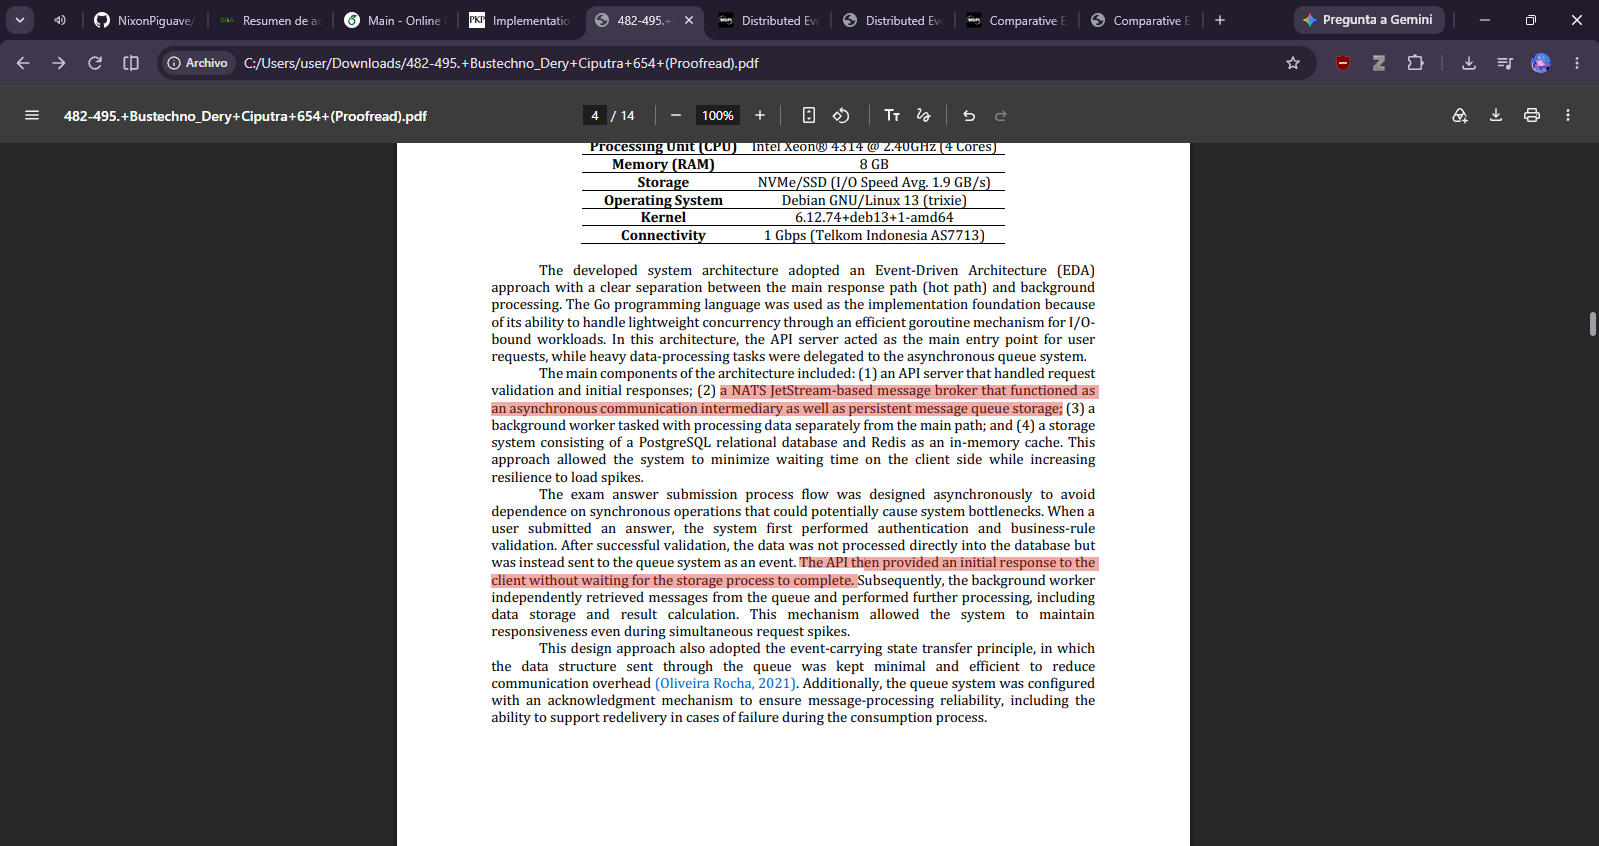 NixonPiguave/
Resumen de a
Main - Online
PKP
Implementatio
482-495.+
Distributed Ev
Distributed Ev
Comparative E
Comparative E
Pregunta a Gemini
Archivo
C:/Users/user/Downloads/482-495.+Bustechno_Dery+Ciputra+654+(Proofread).pdf
482-495.+Bustechno_Dery+Ciputra+654+(Proofread).pdf
4 / 14
100%
Processing Unit (CPU) Intel Xeon® 4314 @ 2.40GHz (4 Cores)
Memory (RAM) 8 GB
Storage NVMe/SSD (I/O Speed Avg. 1.9 GB/s)
Operating System Debian GNU/Linux 13 (trixie)
Kernel 6.12.74+deb13+1-amd64
Connectivity 1 Gbps (Telkom Indonesia AS7713)
The developed system architecture adopted an Event-Driven Architecture (EDA)
approach with a clear separation between the main response path (hot path) and background
processing. The Go programming language was used as the implementation foundation because
of its ability to handle lightweight concurrency through an efficient goroutine mechanism for I/O-
bound workloads. In this architecture, the API server acted as the main entry point for user
requests, while heavy data-processing tasks were delegated to the asynchronous queue system.
The main components of the architecture included: (1) an API server that handled request
validation and initial responses; (2) a NATS JetStream-based message broker that functioned as
an asynchronous communication intermediary as well as persistent message queue storage; (3) a
background worker tasked with processing data separately from the main path; and (4) a storage
system consisting of a PostgreSQL relational database and Redis as an in-memory cache. This
approach allowed the system to minimize waiting time on the client side while increasing
resilience to load spikes.
The exam answer submission process flow was designed asynchronously to avoid
dependence on synchronous operations that could potentially cause system bottlenecks. When a
user submitted an answer, the system first performed authentication and business-rule
validation. After successful validation, the data was not processed directly into the database but
was instead sent to the queue system as an event. The API then provided an initial response to the
client without waiting for the storage process to complete. Subsequently, the background worker
independently retrieved messages from the queue and performed further processing, including
data storage and result calculation. This mechanism allowed the system to maintain
responsiveness even during simultaneous request spikes.
This design approach also adopted the event-carrying state transfer principle, in which
the data structure sent through the queue was kept minimal and efficient to reduce
communication overhead (Oliveira Rocha, 2021). Additionally, the queue system was configured
with an acknowledgment mechanism to ensure message-processing reliability, including the
ability to support redelivery in cases of failure during the consumption process.